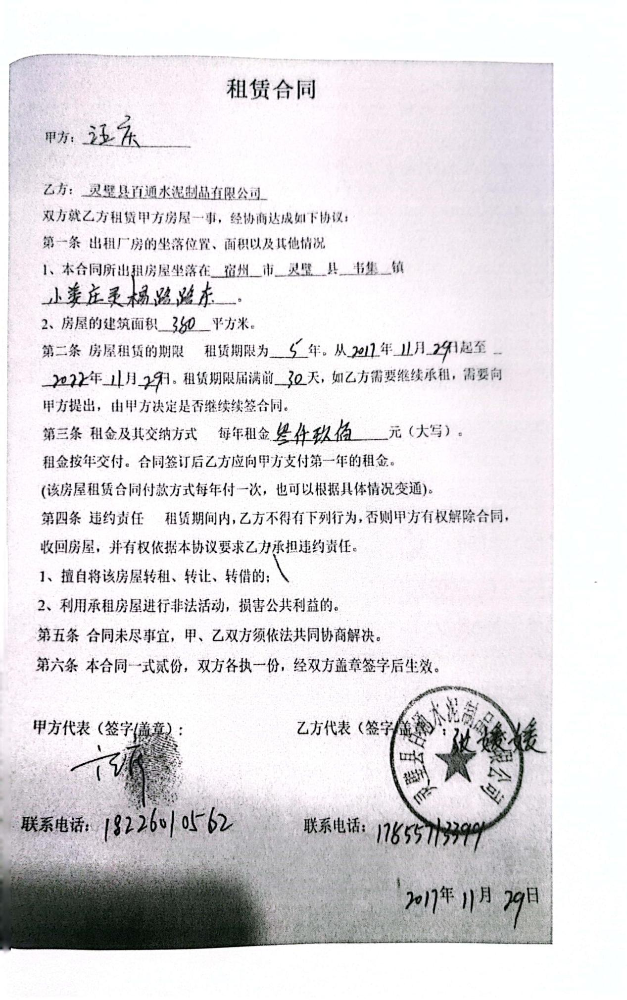 租赁合同
甲方：汪庆
乙方：灵璧县百通水泥制品有限公司
双方就乙方租赁甲方房屋一事，经协商达成如下协议：
第一条 出租厂房的坐落位置、面积以及其他情况
1、本合同所出租房屋坐落在 宿州 市 灵璧 县 韦集 镇
小娄庄灵杨路路东。
2、房屋的建筑面积 380 平方米。
第二条 房屋租赁的期限 租赁期限为 5 年。从2017年11月29日起至
2022年11月29日。租赁期限届满前30天，如乙方需要继续承租，需要向
甲方提出，由甲方决定是否继续续签合同。
第三条 租金及其交纳方式 每年租金叁仟玖佰元（大写）。
租金按年交付。合同签订后乙方应向甲方支付第一年的租金。
(该房屋租赁合同付款方式每年付一次，也可以根据具体情况变通)。
第四条 违约责任 租赁期间内，乙方不得有下列行为，否则甲方有权解除合同，
收回房屋，并有权依据本协议要求乙方承担违约责任。
1、擅自将该房屋转租、转让、转借的；
2、利用承租房屋进行非法活动，损害公共利益的。
第五条 合同未尽事宜，甲、乙双方须依法共同协商解决。
第六条 本合同一式贰份，双方各执一份，经双方盖章签字后生效。
甲方代表（签字/盖章）： 乙方代表（签字/盖章）：张媛媛
汪庆
灵璧县百通水泥制品有限公司
联系电话：18226010562 联系电话：17655713399
2017年11月29日